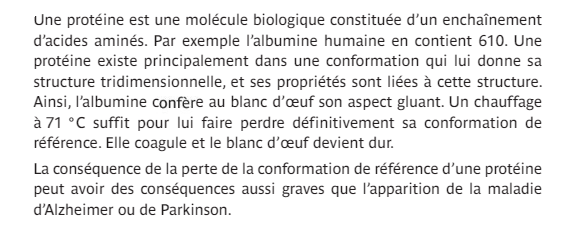 Une protéine est une molécule biologique constituée d’un enchaînement
d’acides aminés. Par exemple l’albumine humaine en contient 610. Une
protéine existe principalement dans une conformation qui lui donne sa
structure tridimensionnelle, et ses propriétés sont liées à cette structure.
Ainsi, l’albumine confère au blanc d’œuf son aspect gluant. Un chauffage
à 71 °C suffit pour lui faire perdre définitivement sa conformation de
référence. Elle coagule et le blanc d’œuf devient dur.
La conséquence de la perte de la conformation de référence d’une protéine
peut avoir des conséquences aussi graves que l’apparition de la maladie
d’Alzheimer ou de Parkinson.